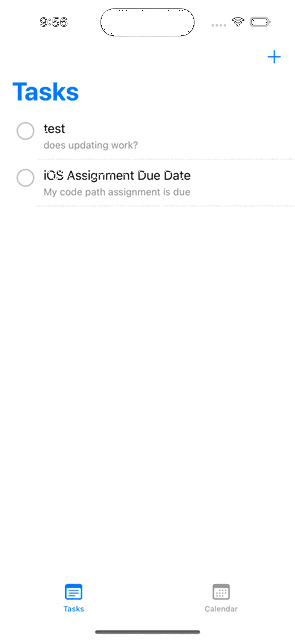 9:56
Tasks
test
does updating work?
iOS Assignment Due Date
My code path assignment is due
Tasks
Calendar